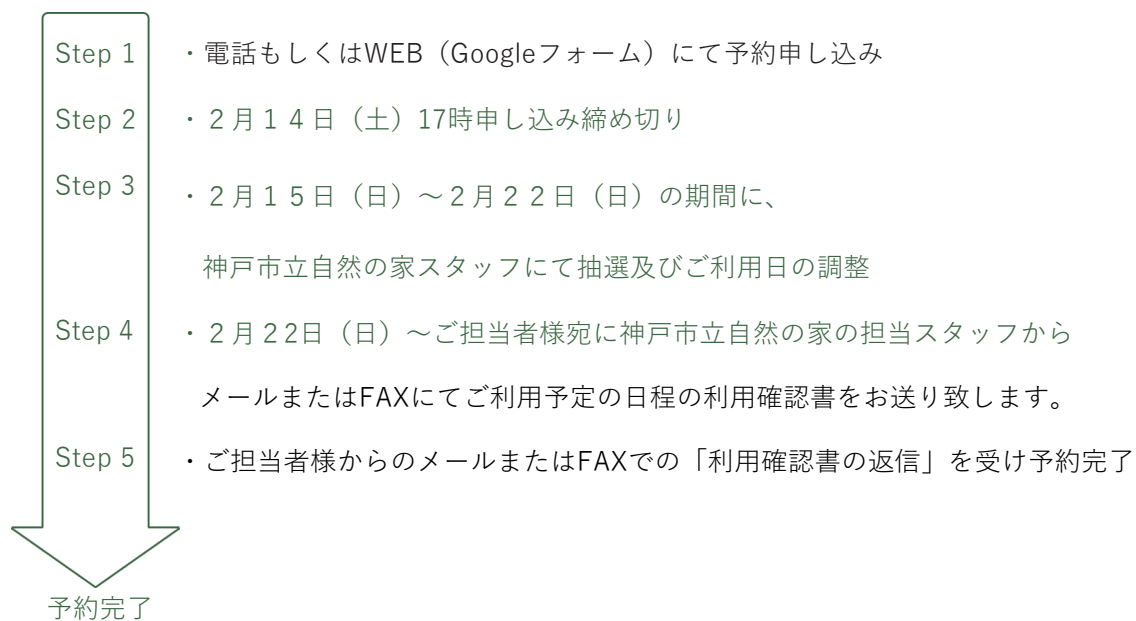 Step 1 ・電話もしくはWEB（Googleフォーム）にて予約申し込み
Step 2 ・２月１４日（土）17時申し込み締め切り
Step 3 ・２月１５日（日）～２月２２日（日）の期間に、
神戸市立自然の家スタッフにて抽選及びご利用日の調整
Step 4 ・２月２2日（日）～ご担当者様宛に神戸市立自然の家の担当スタッフから
メールまたはFAXにてご利用予定の日程の利用確認書をお送り致します。
Step 5 ・ご担当者様からのメールまたはFAXでの「利用確認書の返信」を受け予約完了
予約完了